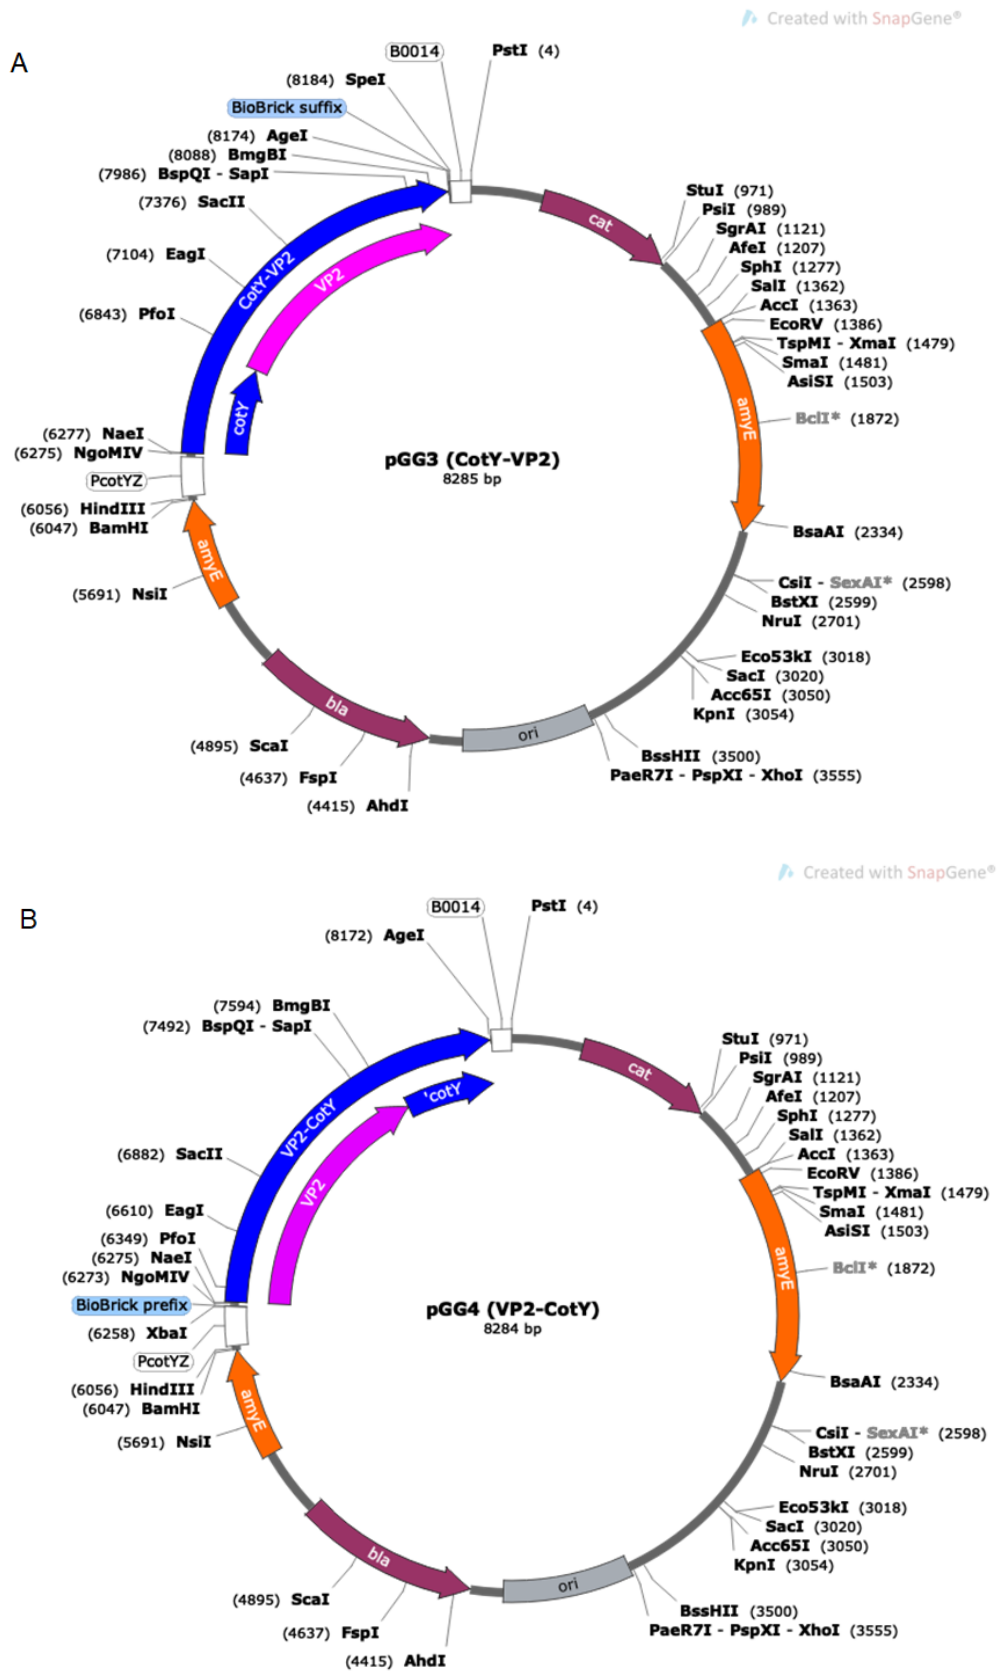 Created with SnapGene®
A
B0014
PstI (4)
(8184) SpeI
BioBrick suffix
(8174) AgeI
(8088) BmgBI
(7986) BspQI - SapI
(7376) SacII
(7104) EagI
(6843) PfoI
(6277) NaeI
(6275) NgoMIV
PcotYZ
(6056) HindIII
(6047) BamHI
(5691) NsiI
(4895) ScaI
(4637) FspI
(4415) AhdI
StuI (971)
PsiI (989)
SgrAI (1121)
AfeI (1207)
SphI (1277)
SalI (1362)
AccI (1363)
EcoRV (1386)
TspMI - XmaI (1479)
SmaI (1481)
AsiSI (1503)
BclI* (1872)
BsaAI (2334)
CsiI - SexAI* (2598)
BstXI (2599)
NruI (2701)
Eco53kI (3018)
SacI (3020)
Acc65I (3050)
KpnI (3054)
BssHII (3500)
PaeR7I - PspXI - XhoI (3555)
cat
amyE
ori
bla
amyE
cotY
CotY-VP2
VP2
pGG3 (CotY-VP2)
8285 bp
Created with SnapGene®
B
B0014
PstI (4)
(8172) AgeI
(7594) BmgBI
(7492) BspQI - SapI
(6882) SacII
(6610) EagI
(6349) PfoI
(6275) NaeI
(6273) NgoMIV
BioBrick prefix
(6258) XbaI
PcotYZ
(6056) HindIII
(6047) BamHI
(5691) NsiI
(4895) ScaI
(4637) FspI
(4415) AhdI
StuI (971)
PsiI (989)
SgrAI (1121)
AfeI (1207)
SphI (1277)
SalI (1362)
AccI (1363)
EcoRV (1386)
TspMI - XmaI (1479)
SmaI (1481)
AsiSI (1503)
BclI* (1872)
BsaAI (2334)
CsiI - SexAI* (2598)
BstXI (2599)
NruI (2701)
Eco53kI (3018)
SacI (3020)
Acc65I (3050)
KpnI (3054)
BssHII (3500)
PaeR7I - PspXI - XhoI (3555)
cat
amyE
ori
bla
amyE
VP2-CotY
VP2
'cotY
pGG4 (VP2-CotY)
8284 bp